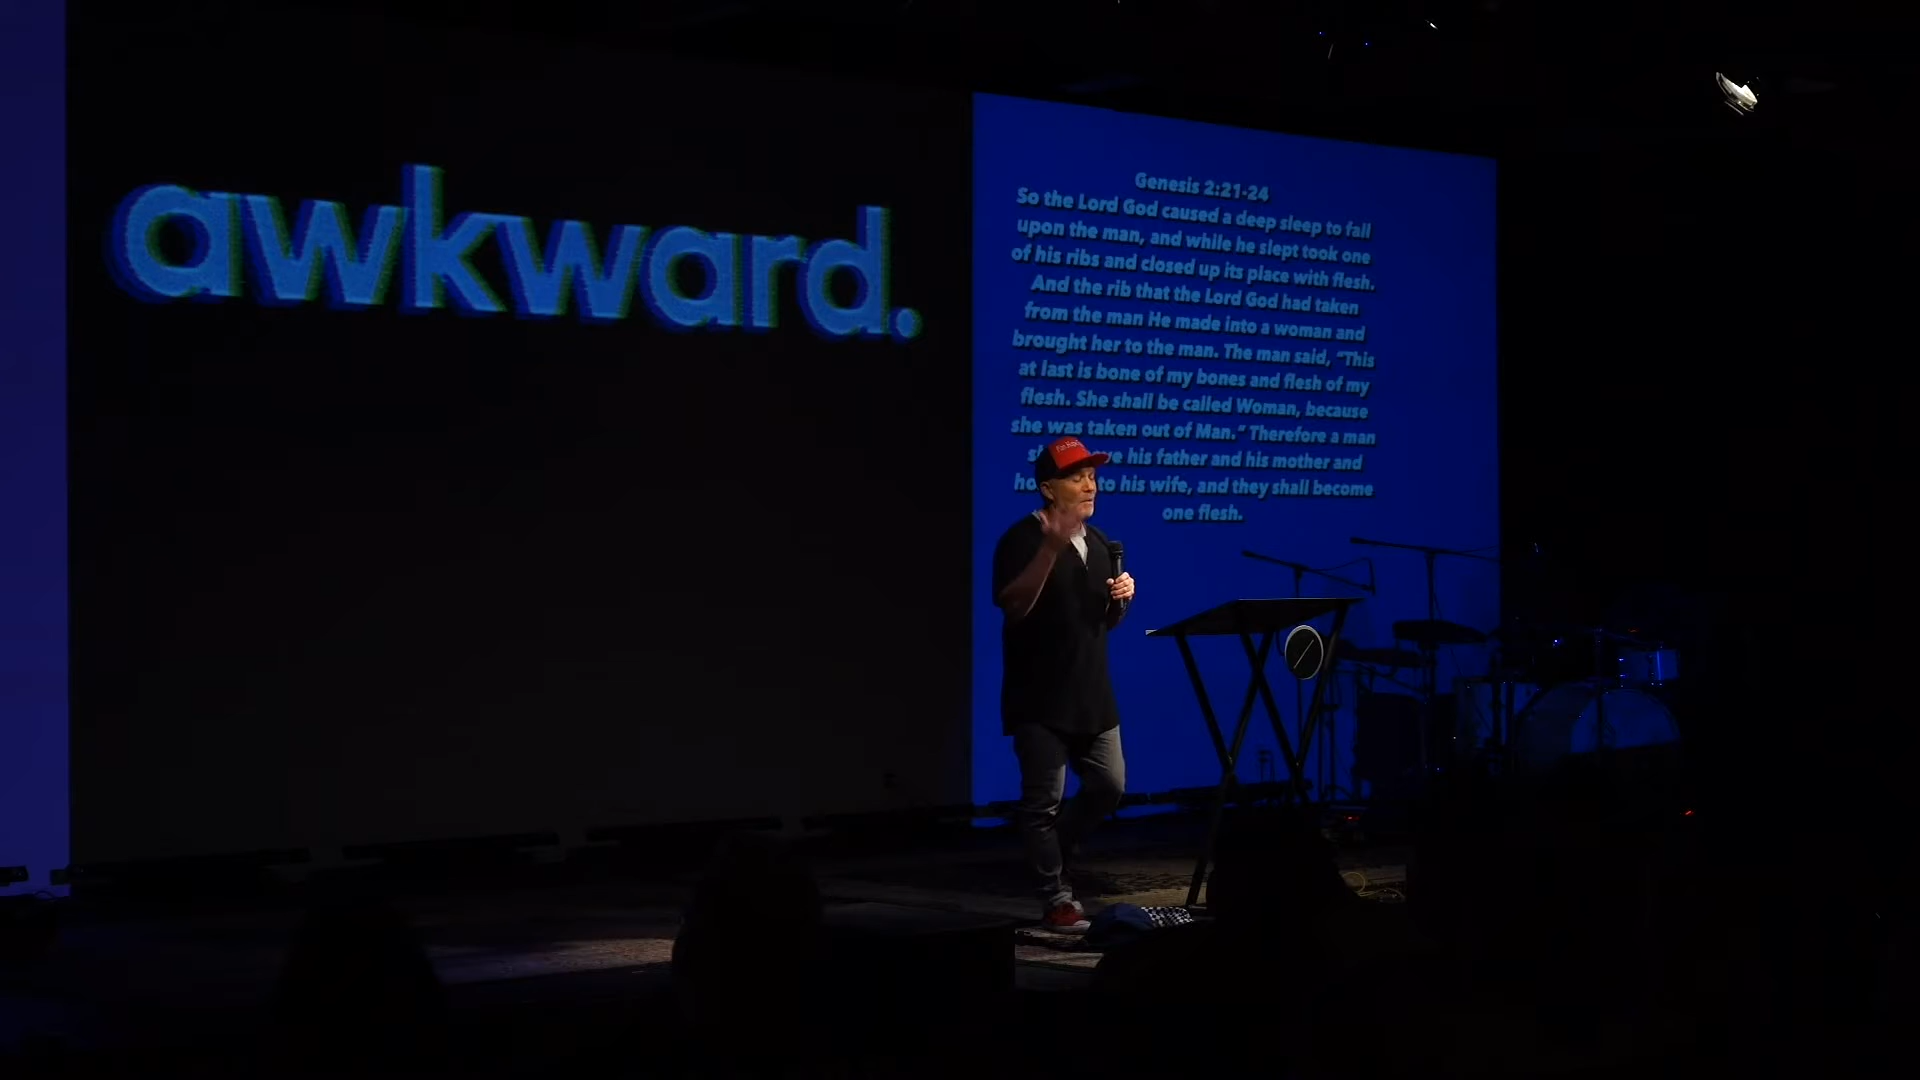 awkward.
Genesis 2:21-24
So the Lord God caused a deep sleep to fall
upon the man, and while he slept took one
of his ribs and closed up its place with flesh.
And the rib that the Lord God had taken
from the man He made into a woman and
brought her to the man. The man said, “This
at last is bone of my bones and flesh of my
flesh. She shall be called Woman, because
she was taken out of Man.” Therefore a man
his father and his mother and
to his wife, and they shall become
one flesh.